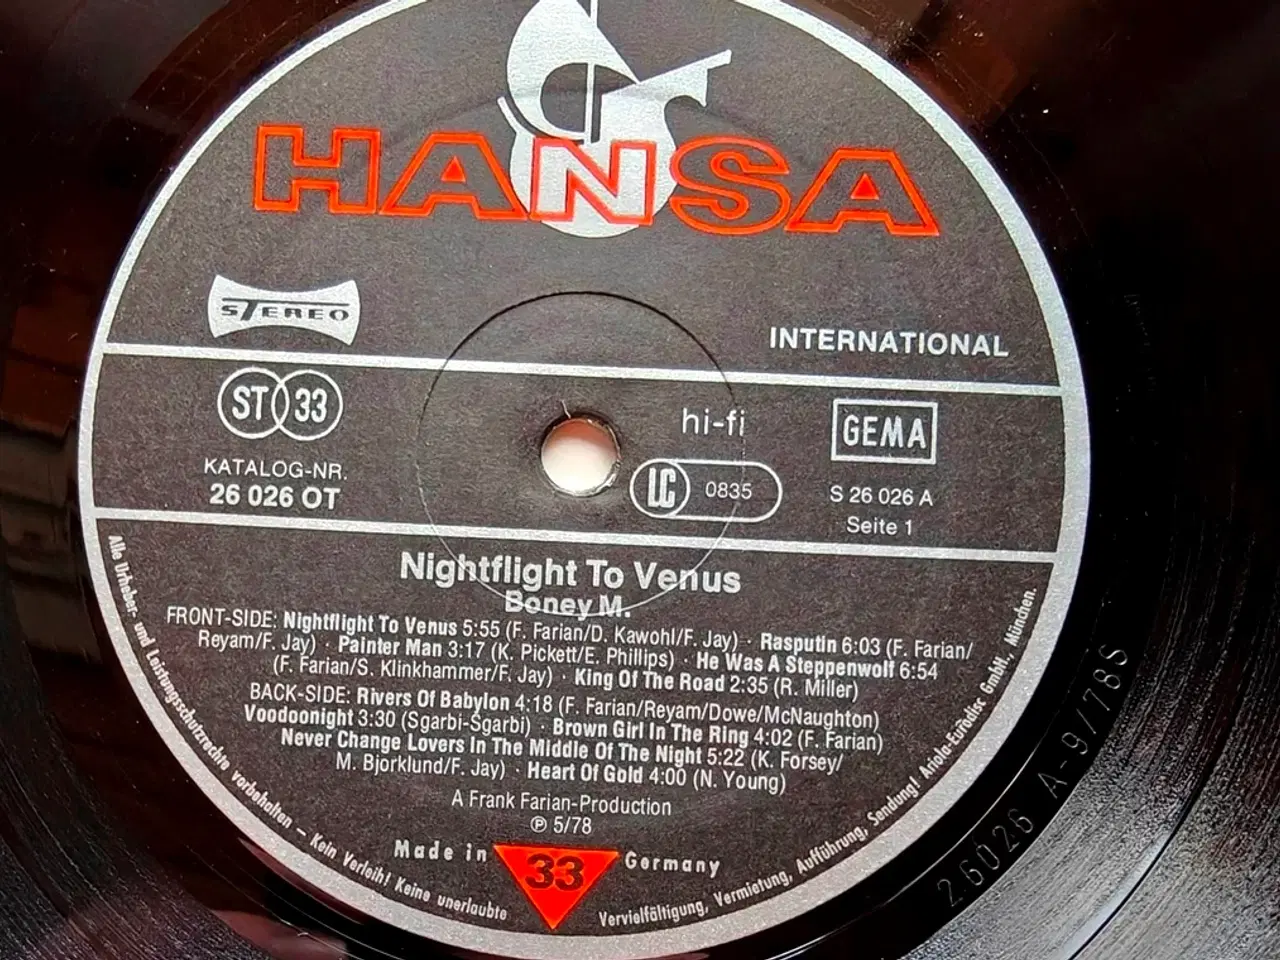 HANSA
STEREO
INTERNATIONAL
ST 33
hi-fi
GEMA
KATALOG-NR.
26 026 OT
LC 0835
S 26 026 A
Seite 1
Nightflight To Venus
Boney M.
FRONT-SIDE: Nightflight To Venus 5:55 (F. Farian/D. Kawohl/F. Jay) · Rasputin 6:03 (F. Farian/
Reyam/F. Jay) · Painter Man 3:17 (K. Pickett/E. Phillips) · He Was A Steppenwolf 6:54
(F. Farian/S. Klinkhammer/F. Jay) · King Of The Road 2:35 (R. Miller)
BACK-SIDE: Rivers Of Babylon 4:18 (F. Farian/Reyam/Dowe/McNaughton)
Voodoonight 3:30 (Sgarbi-Sgarbi) · Brown Girl In The Ring 4:02 (F. Farian)
Never Change Lovers In The Middle Of The Night 5:22 (K. Forsey/
M. Bjorklund/F. Jay) · Heart Of Gold 4:00 (N. Young)
A Frank Farian-Production
℗ 5/78
Made in 33 Germany
Alle Urheber- und Leistungsschutzrechte vorbehalten – Kein Verleih! Keine unerlaubte Vervielfältigung, Vermietung, Aufführung, Sendung! Ariola-Eurodisc GmbH., München.
26026 A-9/78S